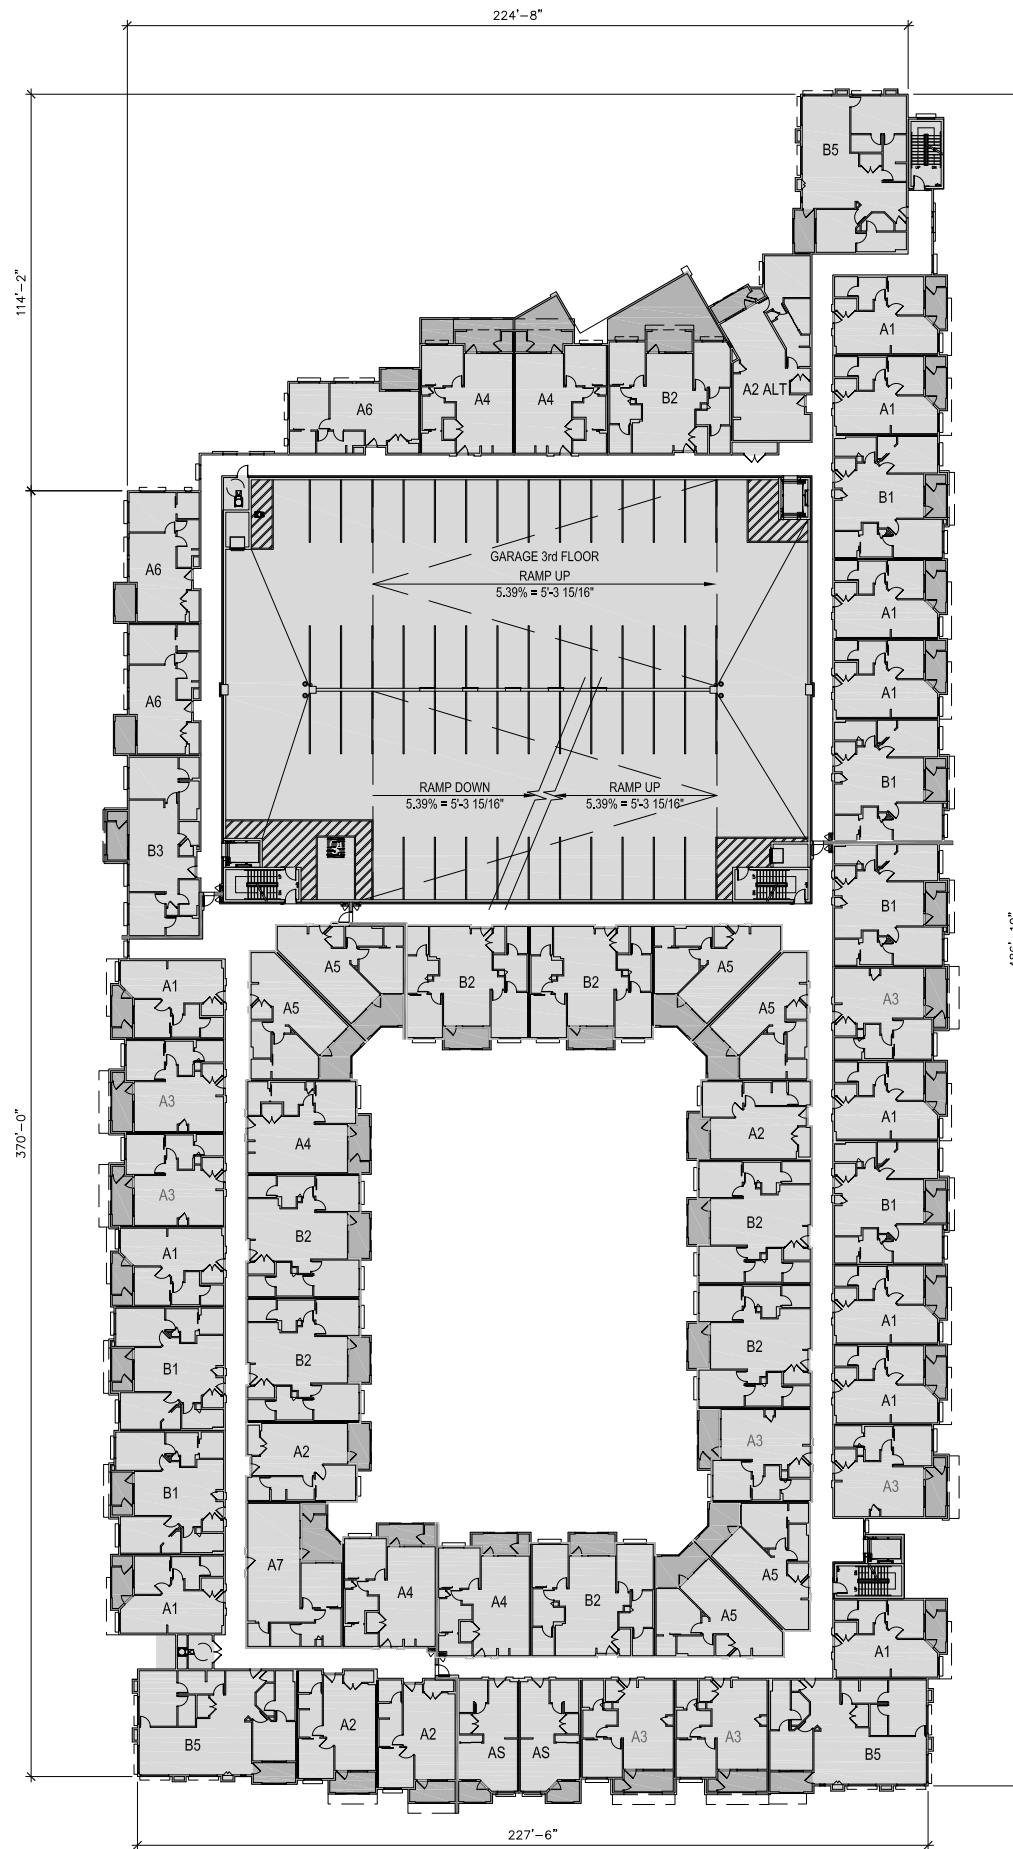 224'-8"
B5
114'-2"
A1
A6
A4
A4
B2
A2 ALT
A1
B1
GARAGE 3rd FLOOR
RAMP UP
5.39% = 5'-3 15/16"
A6
A1
A6
A1
B1
RAMP DOWN
5.39% = 5'-3 15/16"
RAMP UP
5.39% = 5'-3 15/16"
B3
B1
A5
A5
A1
B2
B2
A3
A5
A5
A3
A1
370'-0"
A4
A2
A3
B1
B2
B2
A1
A1
B1
B2
B2
A1
A2
A3
B1
A3
A7
A5
A4
A4
B2
A5
A1
A1
B5
A2
A2
AS
AS
A3
A3
B5
227'-6"